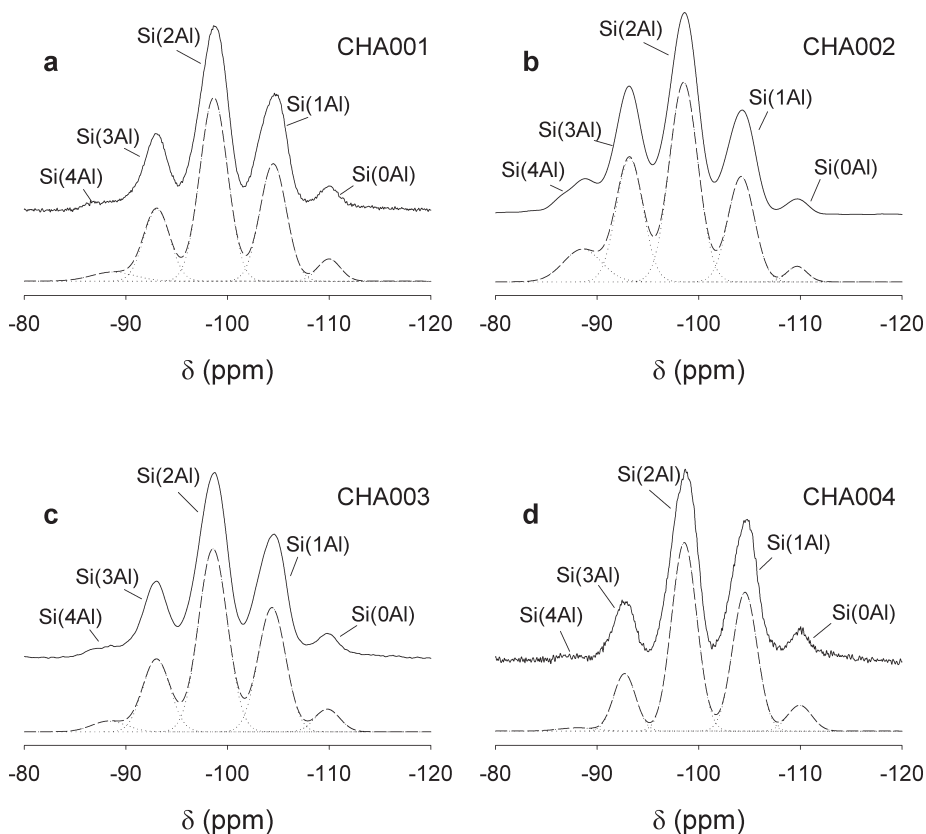 a
Si(2Al)
CHA001
Si(1Al)
Si(3Al)
Si(4Al)
Si(0Al)
-80 -90 -100 -110 -120
δ (ppm)
b
Si(2Al)
CHA002
Si(1Al)
Si(3Al)
Si(4Al)
Si(0Al)
-80 -90 -100 -110 -120
δ (ppm)
c
Si(2Al)
CHA003
Si(1Al)
Si(3Al)
Si(4Al)
Si(0Al)
-80 -90 -100 -110 -120
δ (ppm)
d
Si(2Al)
CHA004
Si(1Al)
Si(3Al)
Si(4Al)
Si(0Al)
-80 -90 -100 -110 -120
δ (ppm)